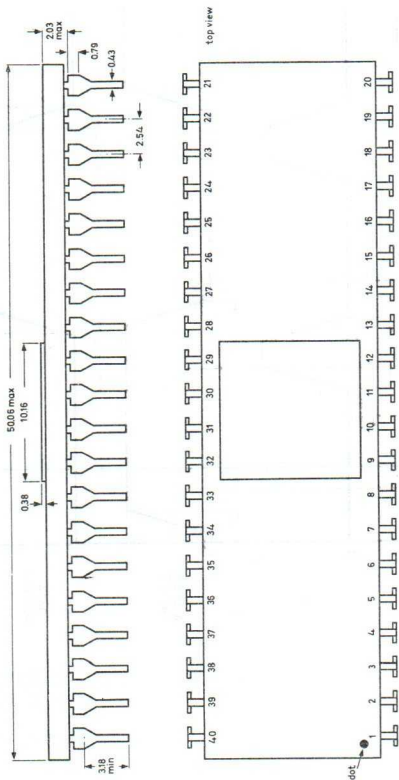 50,06 max
10,16
0,38
2,03
max
0,79
0,43
2,54
3,18
min
top view
40 39 38 37 36 35 34 33 32 31 30 29 28 27 26 25 24 23 22 21
1 2 3 4 5 6 7 8 9 10 11 12 13 14 15 16 17 18 19 20
dot